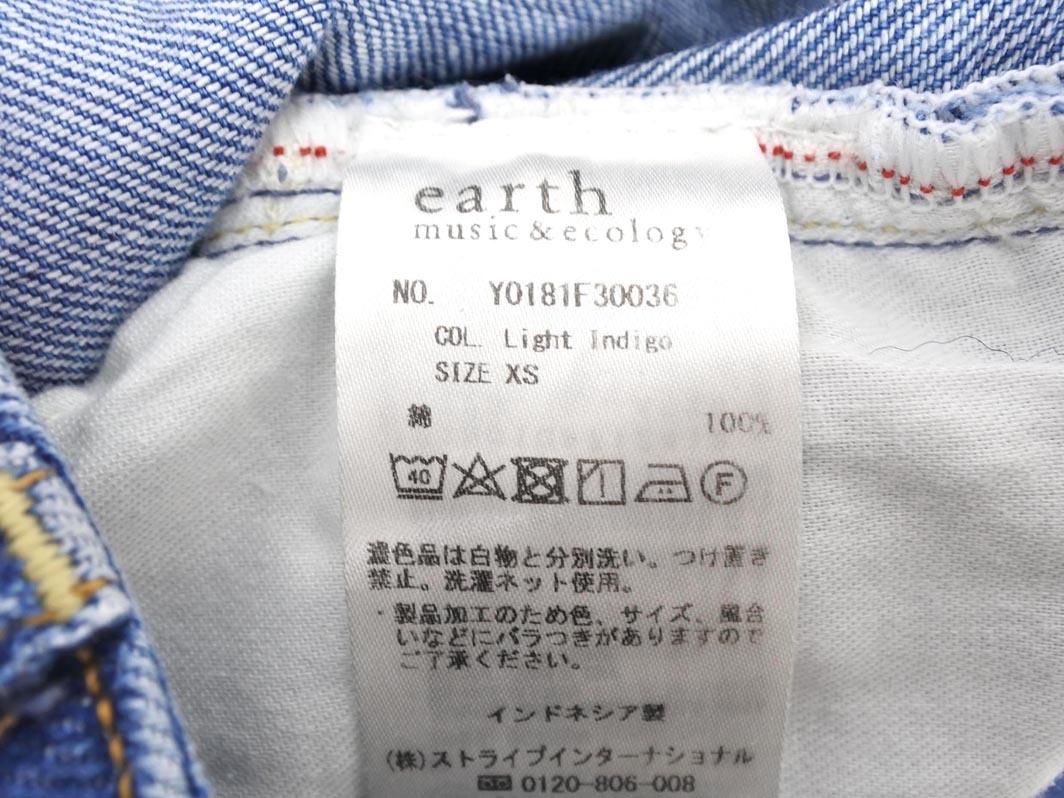 earth
music & ecology
NO. Y0181F30036
COL. Light Indigo
SIZE XS
綿 100%
40 F
濃色品は白物と分別洗い。つけ置き
禁止。洗濯ネット使用。
・製品加工のため色、サイズ、風合
いなどにバラつきがありますので
ご了承ください。
インドネシア製
(株)ストライプインターナショナル
0120-806-008